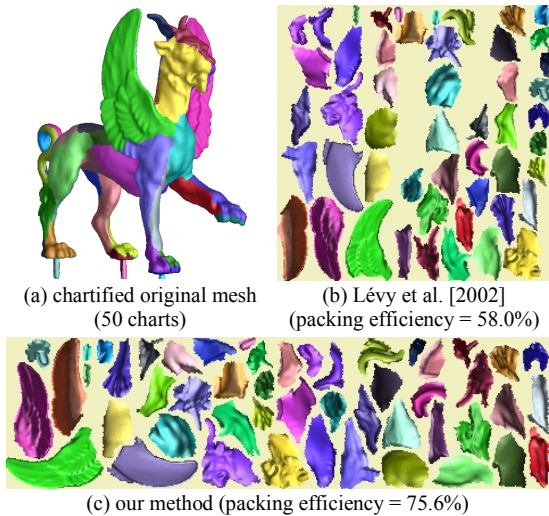 (a) chartified original mesh
(50 charts)
(b) Lévy et al. [2002]
(packing efficiency = 58.0%)
(c) our method (packing efficiency = 75.6%)